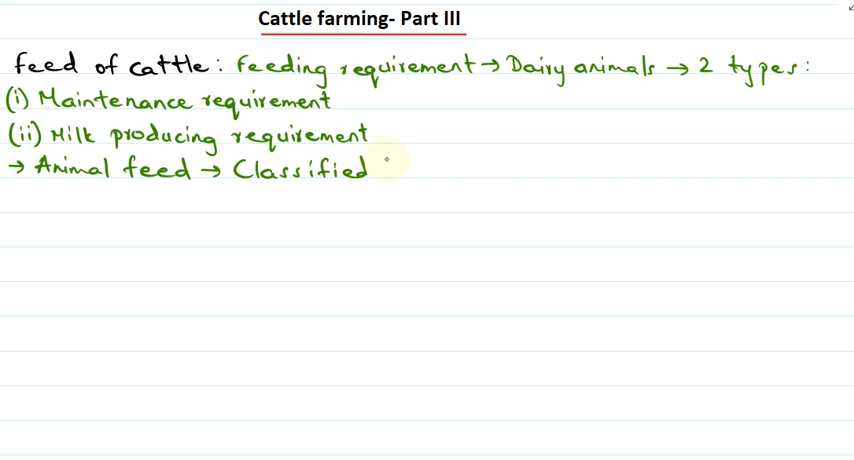 Cattle farming- Part III
Feed of cattle: Feeding requirement → Dairy animals → 2 types:
(i) Maintenance requirement
(ii) Milk producing requirement
→ Animal feed → Classified